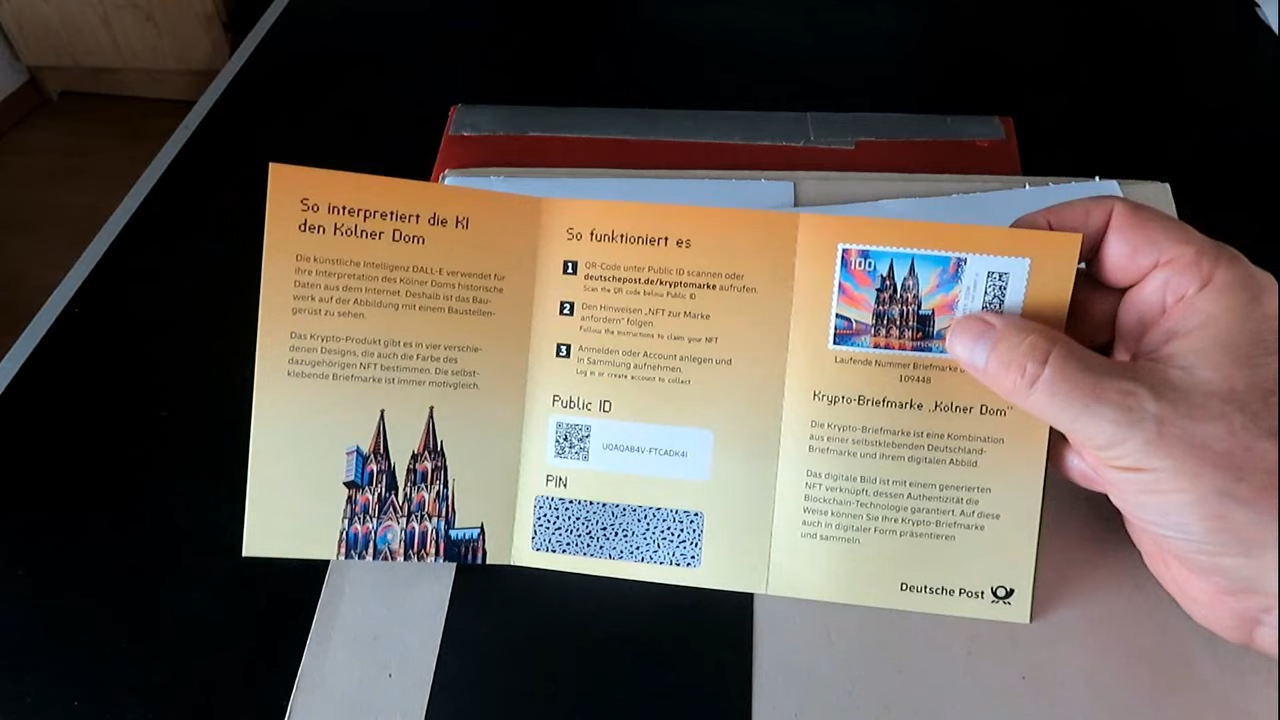 So interpretiert die KI
den Kölner Dom
Die künstliche Intelligenz DALL-E verwendet für
ihre Interpretation des Kölner Doms historische
Daten aus dem Internet. Deshalb ist das Bau-
werk auf der Abbildung mit einem Baustellen-
gerüst zu sehen.
Das Krypto-Produkt gibt es in vier verschie-
denen Designs, die auch die Farbe des
dazugehörigen NFT bestimmen. Die selbst-
klebende Briefmarke ist immer motivgleich.
So funktioniert es
1 QR-Code unter Public ID scannen oder
deutschepost.de/kryptomarke aufrufen.
Scan the QR code below Public ID
2 Den Hinweisen „NFT zur Marke
anfordern“ folgen.
Follow the instructions to claim your NFT
3 Anmelden oder Account anlegen und
in Sammlung aufnehmen.
Log in or create account to collect
Public ID
UQAQAB4V-FTCADK4I
PIN
100
Laufende Nummer Briefmarke
109448
Krypto-Briefmarke „Kölner Dom“
Die Krypto-Briefmarke ist eine Kombination
aus einer selbstklebenden Deutschland-
Briefmarke und ihrem digitalen Abbild.
Das digitale Bild ist mit einem generierten
NFT verknüpft, dessen Authentizität die
Blockchain-Technologie garantiert. Auf diese
Weise können Sie Ihre Krypto-Briefmarke
auch in digitaler Form präsentieren
und sammeln.
Deutsche Post